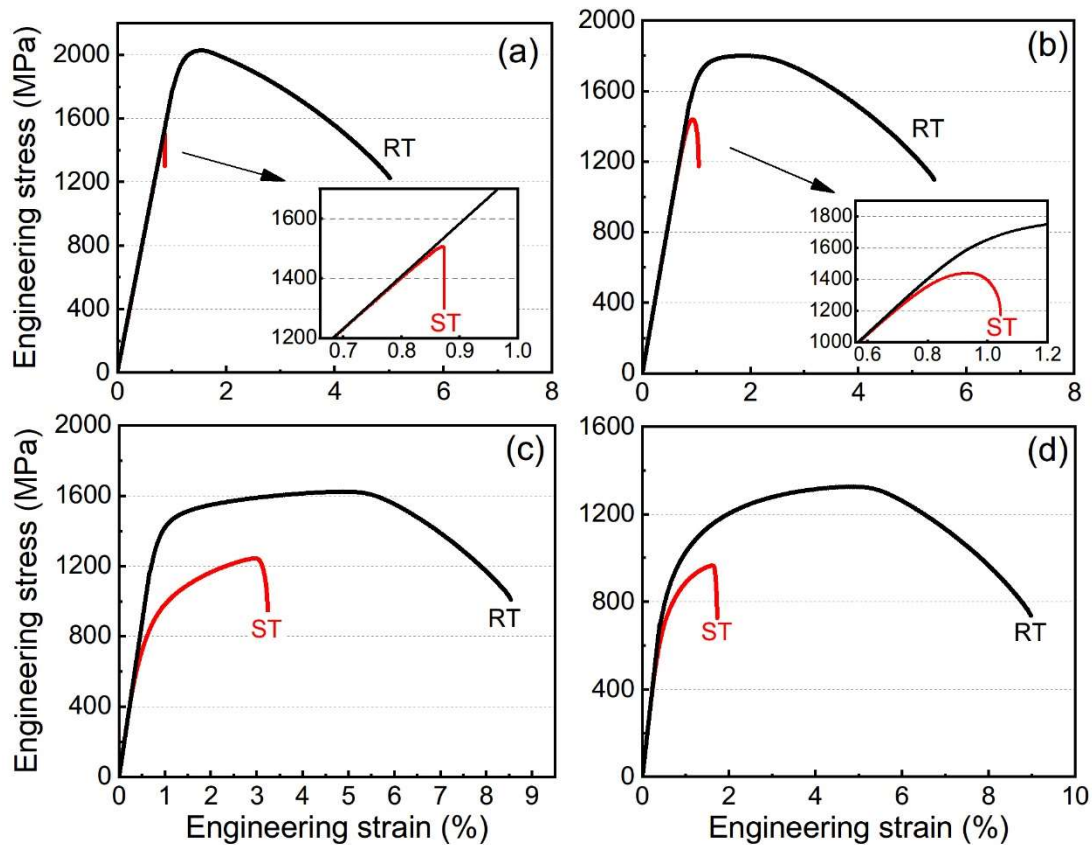 Engineering stress (MPa)
2000
1600
1200
800
400
0
(a)
RT
1600
1400
1200
ST
0.7 0.8 0.9 1.0
0 2 4 6 8
2000
1600
1200
800
400
0
(b)
RT
1800
1600
1400
1200
1000
ST
0.6 0.8 1.0 1.2
0 2 4 6 8
Engineering stress (MPa)
2000
1600
1200
800
400
0
(c)
ST
RT
0 1 2 3 4 5 6 7 8 9
Engineering strain (%)
1600
1200
800
400
0
(d)
ST
RT
0 2 4 6 8 10
Engineering strain (%)